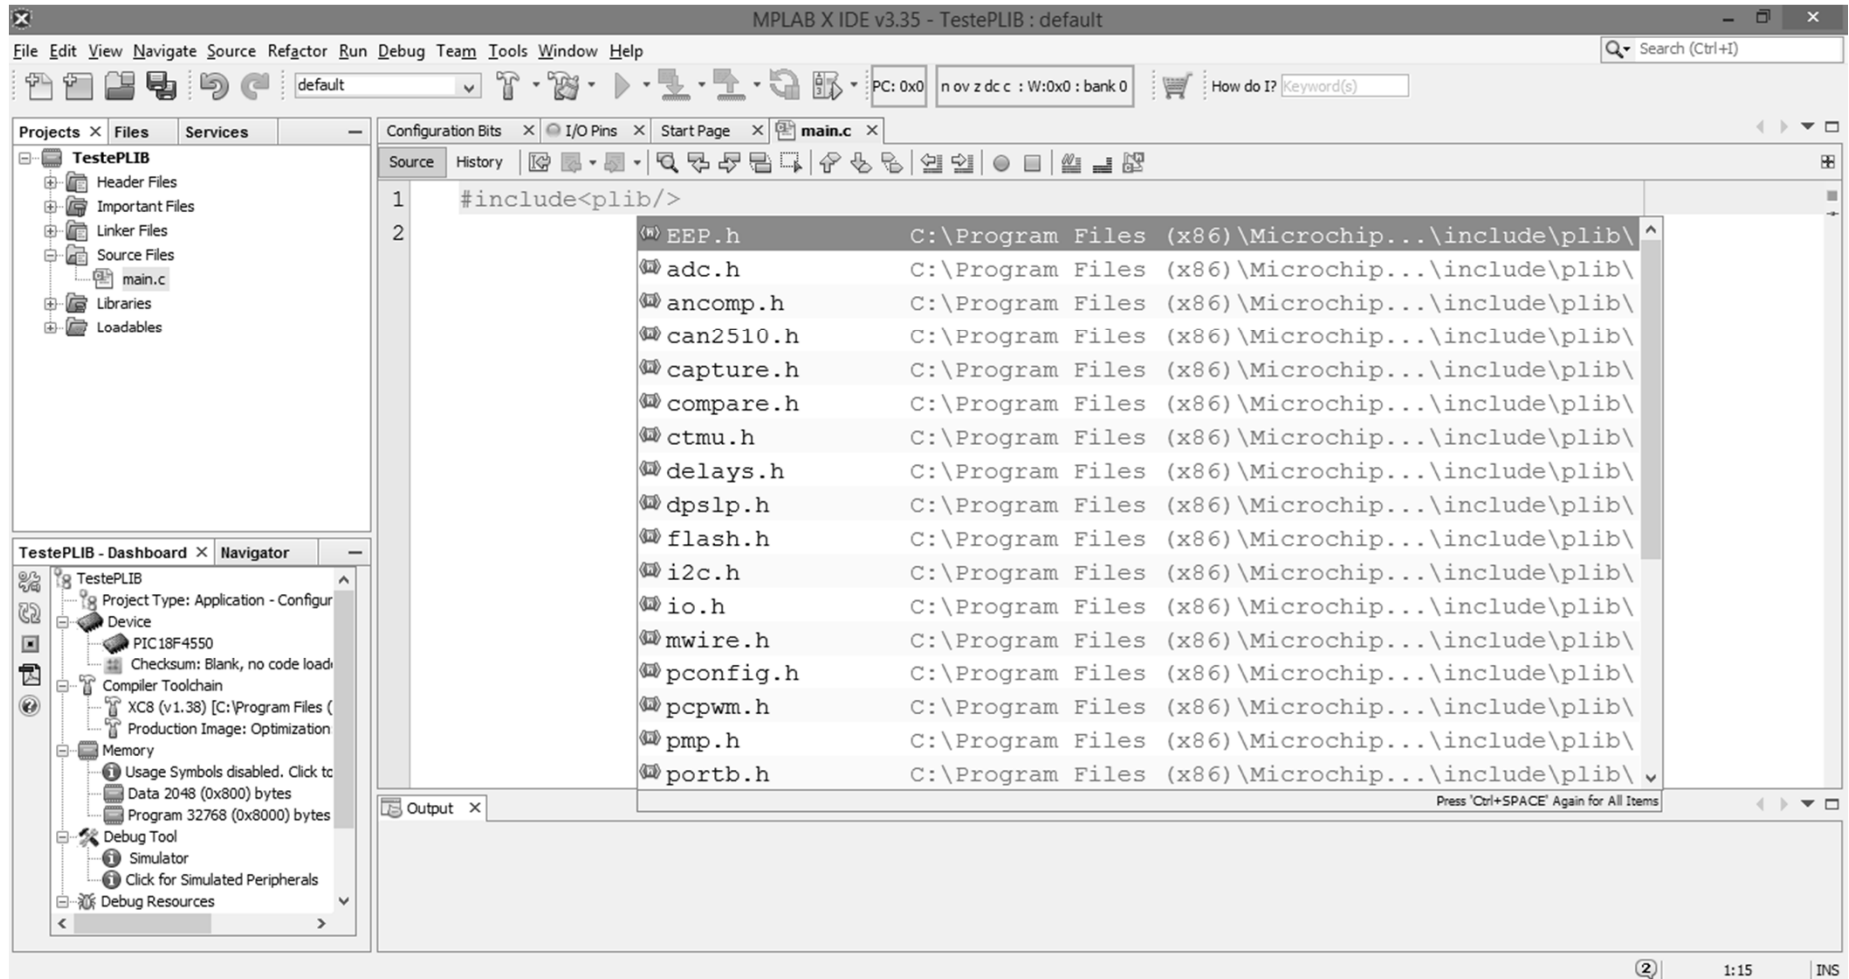 MPLAB X IDE v3.35 - TestePLIB : default
File Edit View Navigate Source Refactor Run Debug Team Tools Window Help
Search (Ctrl+I)
default
PC: 0x0
n ov z dc c : W:0x0 : bank 0
How do I? Keyword(s)
Projects Files Services
TestePLIB
Header Files
Important Files
Linker Files
Source Files
main.c
Libraries
Loadables
Configuration Bits I/O Pins Start Page main.c
Source History
1 #include<plib/>
2
EEP.h C:\Program Files (x86)\Microchip...\include\plib\
adc.h C:\Program Files (x86)\Microchip...\include\plib\
ancomp.h C:\Program Files (x86)\Microchip...\include\plib\
can2510.h C:\Program Files (x86)\Microchip...\include\plib\
capture.h C:\Program Files (x86)\Microchip...\include\plib\
compare.h C:\Program Files (x86)\Microchip...\include\plib\
ctmu.h C:\Program Files (x86)\Microchip...\include\plib\
delays.h C:\Program Files (x86)\Microchip...\include\plib\
dpslp.h C:\Program Files (x86)\Microchip...\include\plib\
flash.h C:\Program Files (x86)\Microchip...\include\plib\
i2c.h C:\Program Files (x86)\Microchip...\include\plib\
io.h C:\Program Files (x86)\Microchip...\include\plib\
mwire.h C:\Program Files (x86)\Microchip...\include\plib\
pconfig.h C:\Program Files (x86)\Microchip...\include\plib\
pcpwm.h C:\Program Files (x86)\Microchip...\include\plib\
pmp.h C:\Program Files (x86)\Microchip...\include\plib\
portb.h C:\Program Files (x86)\Microchip...\include\plib\
Press 'Ctrl+SPACE' Again for All Items
TestePLIB - Dashboard Navigator
TestePLIB
Project Type: Application - Configur
Device
PIC18F4550
Checksum: Blank, no code load
Compiler Toolchain
XC8 (v1.38) [C:\Program Files (
Production Image: Optimization
Memory
Usage Symbols disabled. Click to
Data 2048 (0x800) bytes
Program 32768 (0x8000) bytes
Debug Tool
Simulator
Click for Simulated Peripherals
Debug Resources
Output
2 1:15 INS